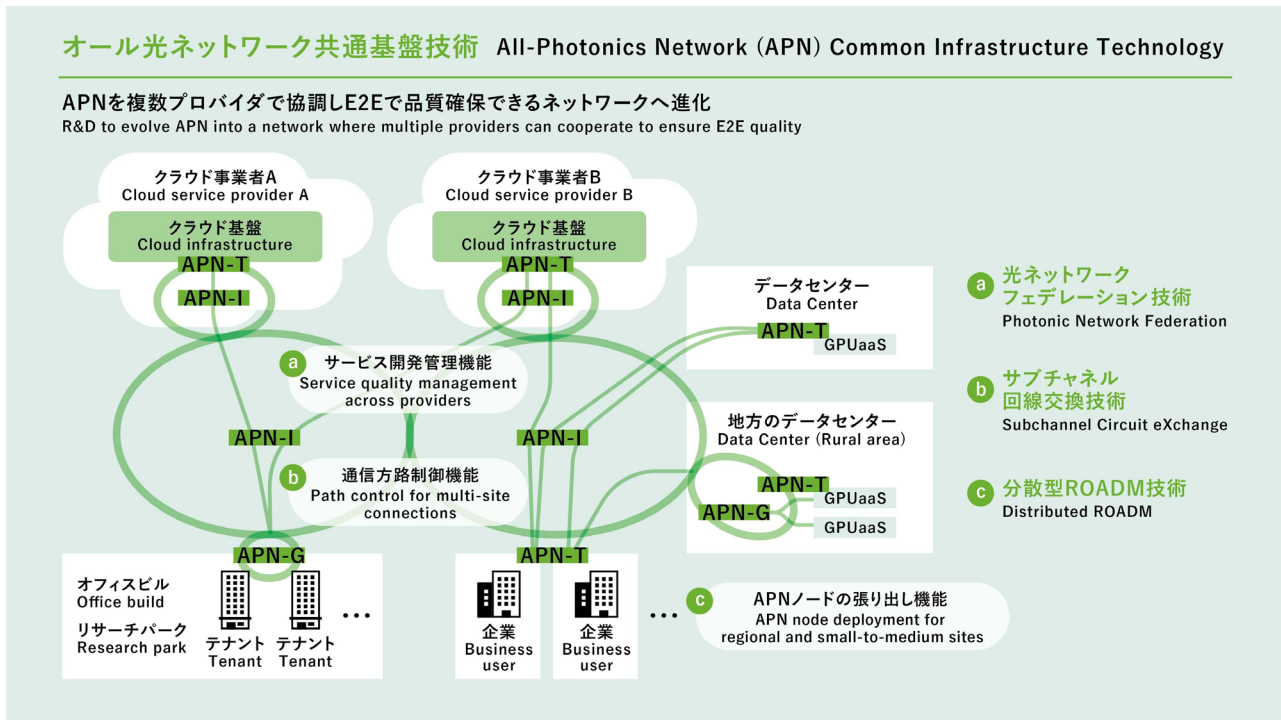 オール光ネットワーク共通基盤技術 All-Photonics Network (APN) Common Infrastructure Technology
APNを複数プロバイダで協調しE2Eで品質確保できるネットワークへ進化
R&D to evolve APN into a network where multiple providers can cooperate to ensure E2E quality
クラウド事業者A
Cloud service provider A
クラウド基盤
Cloud infrastructure
APN-T
APN-I
クラウド事業者B
Cloud service provider B
クラウド基盤
Cloud infrastructure
APN-T
APN-I
データセンター
Data Center
APN-T
GPUaaS
a
サービス開発管理機能
Service quality management
across providers
APN-I
APN-I
b
通信方路制御機能
Path control for multi-site
connections
地方のデータセンター
Data Center (Rural area)
APN-T
GPUaaS
APN-G
GPUaaS
APN-G
オフィスビル
Office build
リサーチパーク
Research park
テナント
Tenant
テナント
Tenant
...
APN-T
企業
Business
user
企業
Business
user
...
c
APNノードの張り出し機能
APN node deployment for
regional and small-to-medium sites
a
光ネットワーク
フェデレーション技術
Photonic Network Federation
b
サブチャネル
回線交換技術
Subchannel Circuit eXchange
c
分散型ROADM技術
Distributed ROADM